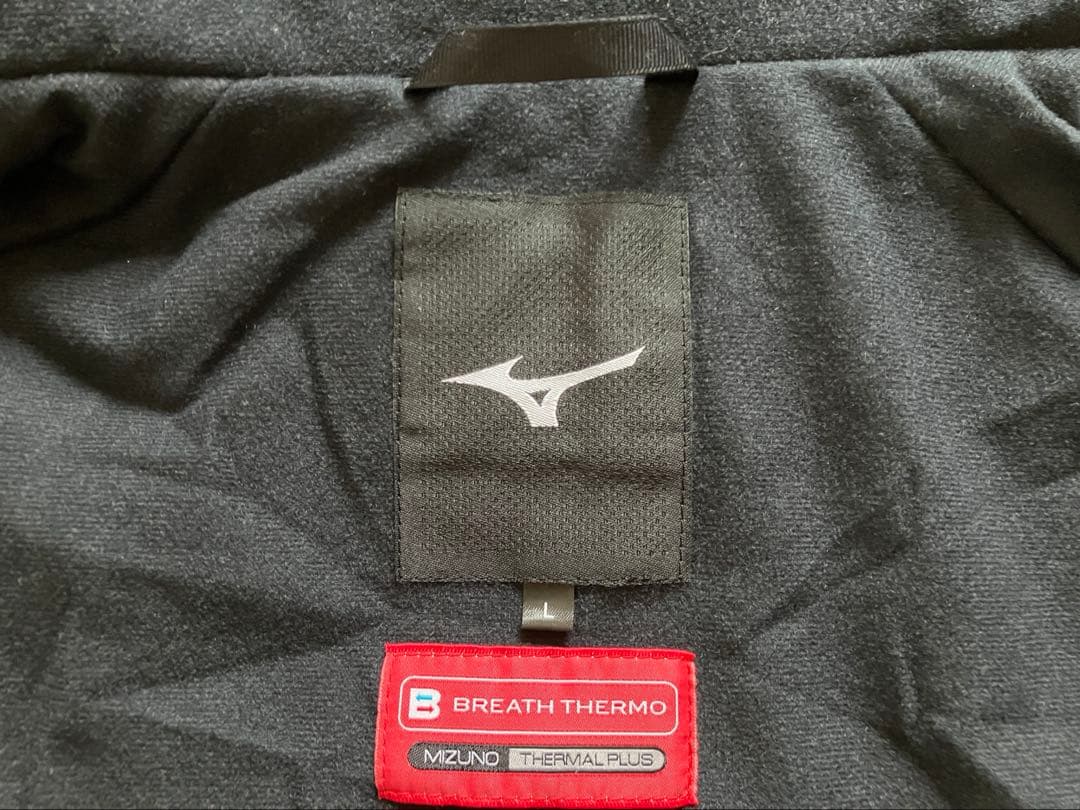 L
B BREATH THERMO
MIZUNO THERMAL PLUS